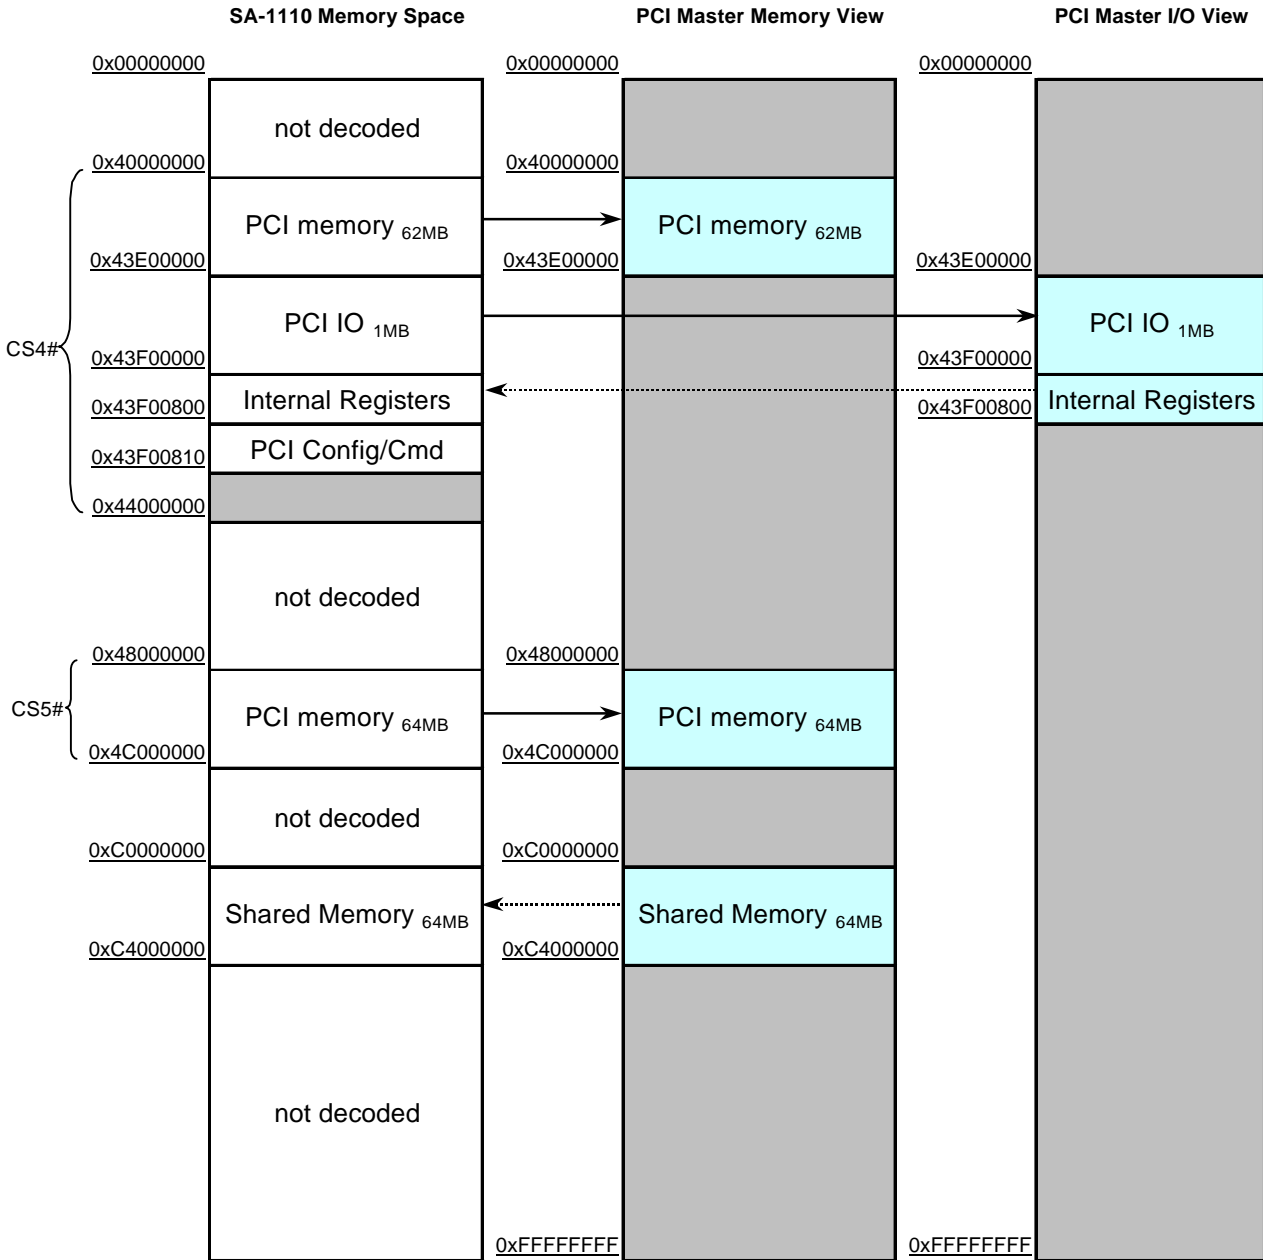 SA-1110 Memory Space
PCI Master Memory View
PCI Master I/O View
0x00000000
0x00000000
0x00000000
not decoded
0x40000000
0x40000000
PCI memory 62MB
PCI memory 62MB
0x43E00000
0x43E00000
0x43E00000
PCI IO 1MB
PCI IO 1MB
CS4#
0x43F00000
0x43F00000
Internal Registers
Internal Registers
0x43F00800
0x43F00800
PCI Config/Cmd
0x43F00810
0x44000000
not decoded
0x48000000
0x48000000
CS5#
PCI memory 64MB
PCI memory 64MB
0x4C000000
0x4C000000
not decoded
0xC0000000
0xC0000000
Shared Memory 64MB
Shared Memory 64MB
0xC4000000
0xC4000000
not decoded
0xFFFFFFFF
0xFFFFFFFF